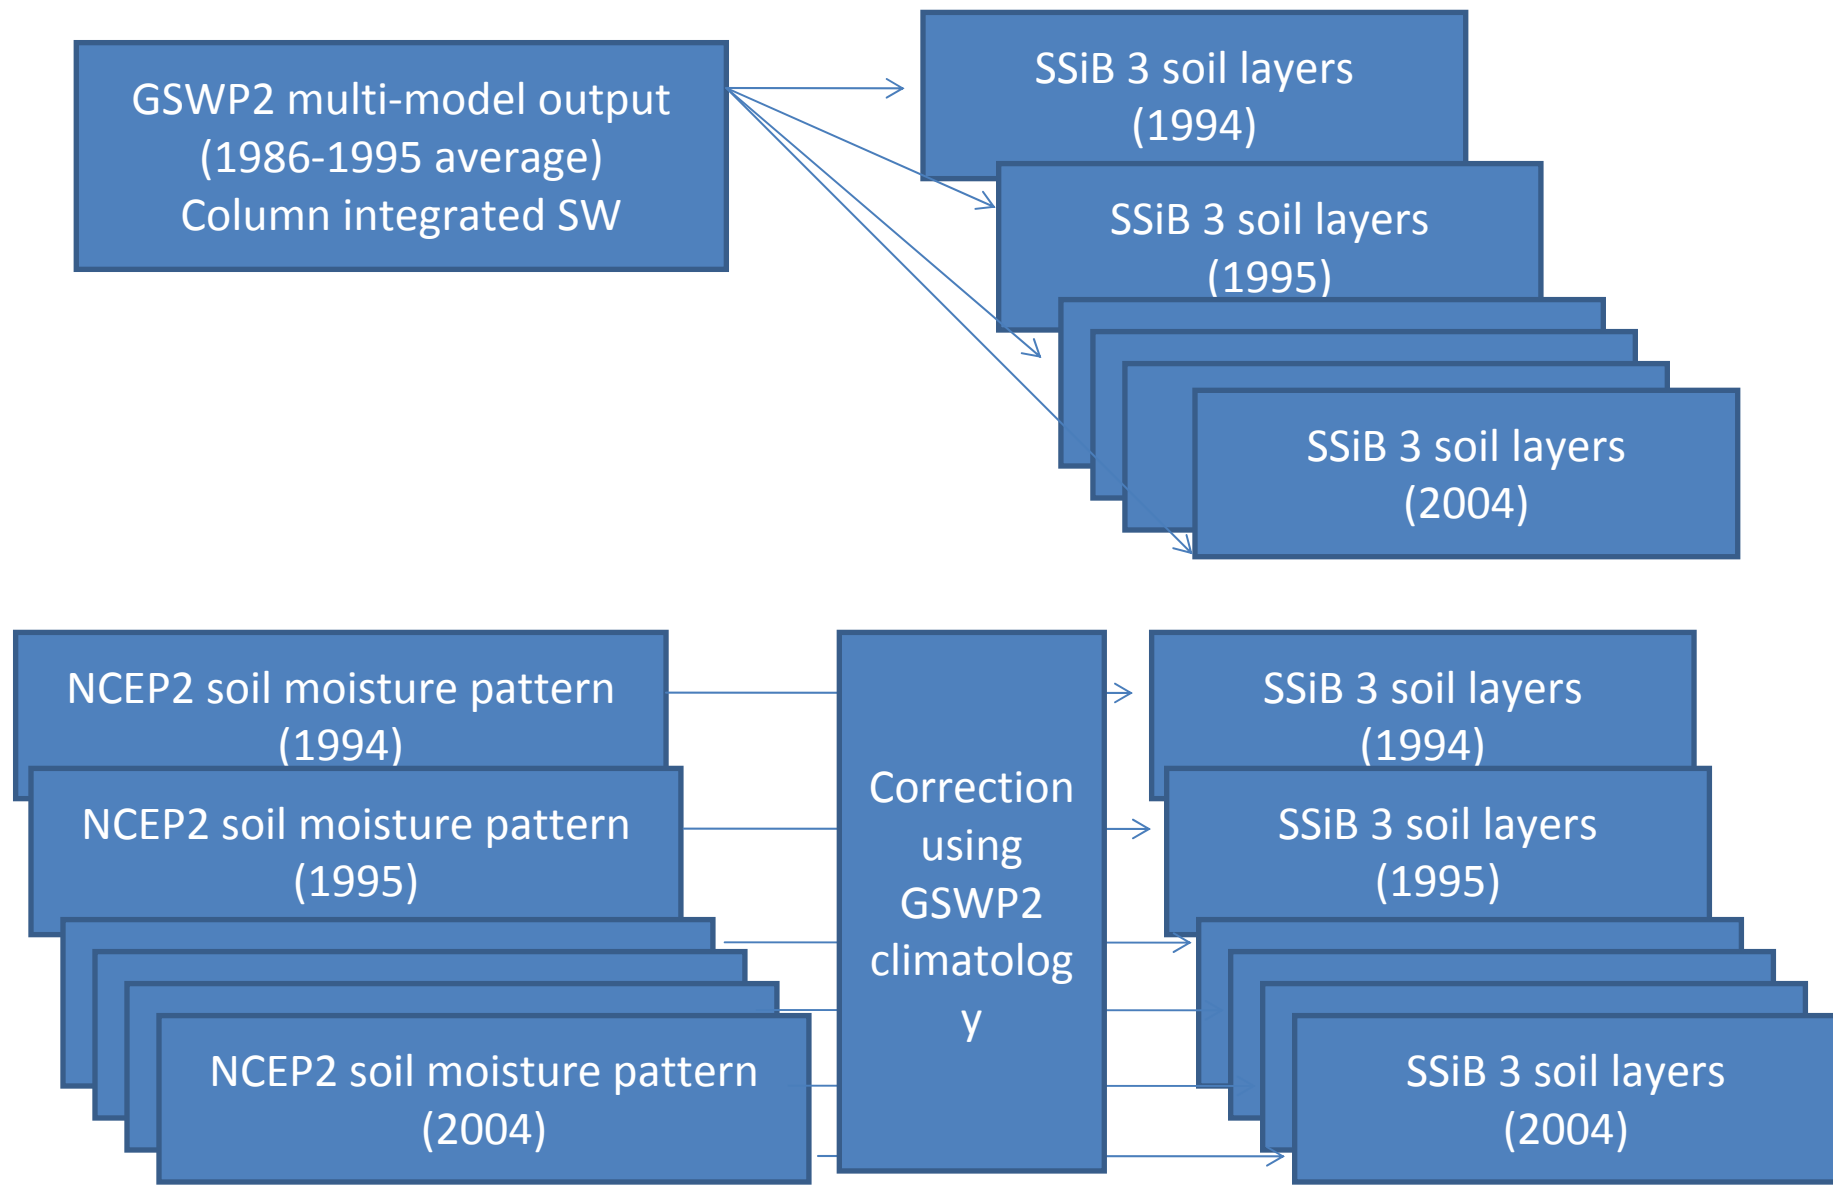 GSWP2 multi-model output
(1986-1995 average)
Column integrated SW
SSiB 3 soil layers
(1994)
SSiB 3 soil layers
(1995)
SSiB 3 soil layers
(2004)
NCEP2 soil moisture pattern
(1994)
NCEP2 soil moisture pattern
(1995)
NCEP2 soil moisture pattern
(2004)
Correction
using
GSWP2
climatolog
y
SSiB 3 soil layers
(1994)
SSiB 3 soil layers
(1995)
SSiB 3 soil layers
(2004)